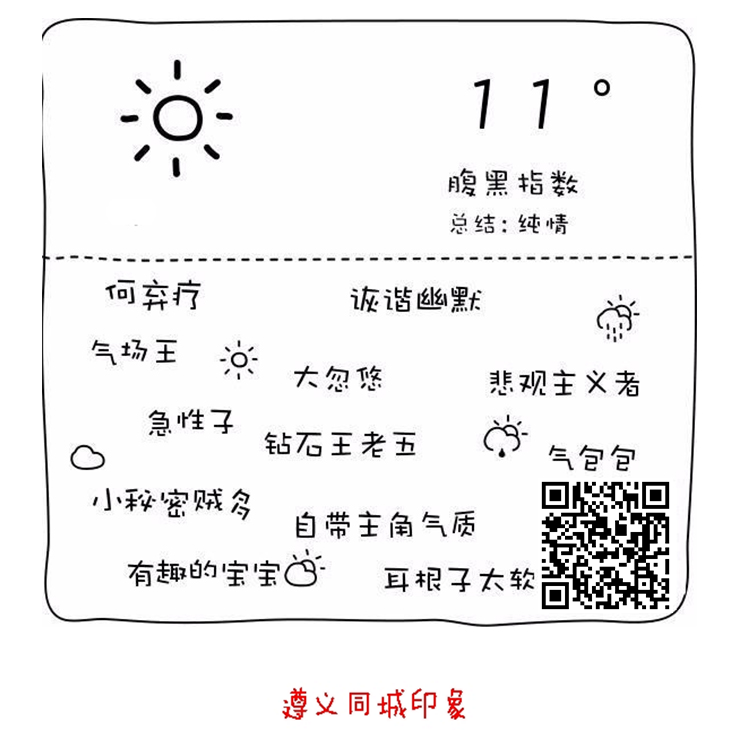 11°
腹黑指数
总结：纯情
何弃疗
诙谐幽默
气场王
大忽悠
悲观主义者
急性子
钻石王老五
气包包
小秘密贼多
自带主角气质
有趣的宝宝
耳根子太软
遵义同城印象